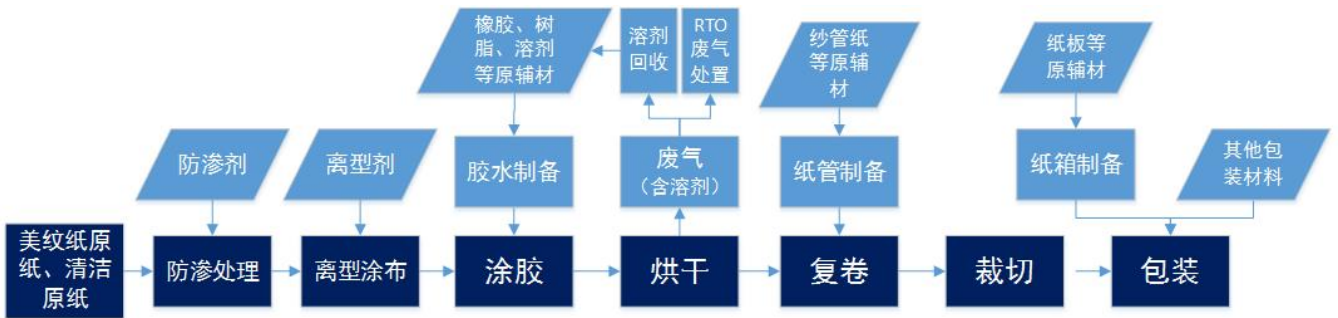 橡胶、树
脂、溶剂
等原辅材
溶剂
回收
RTO
废气
处置
纱管纸
等原辅
材
纸板等
原辅材
防渗剂
离型剂
胶水制备
废气
（含溶剂）
纸管制备
纸箱制备
其他包
装材料
美纹纸原
纸、清洁
原纸
防渗处理
离型涂布
涂胶
烘干
复卷
裁切
包装